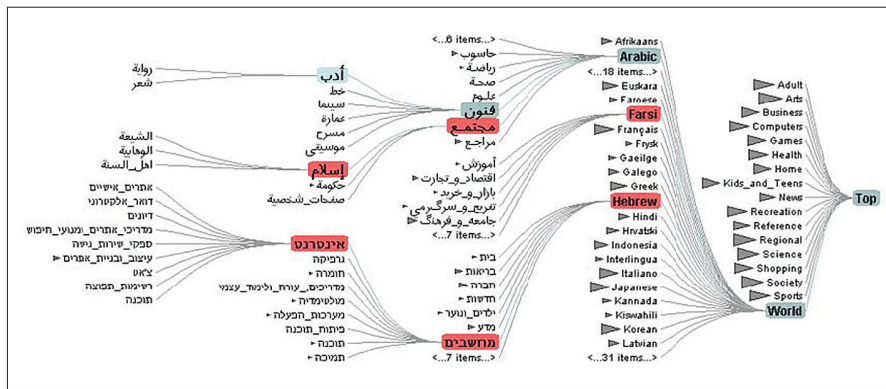 رواية
شعر
الشيعة
الوهابية
اهل_السنة
אתרים_אישיים
דואר_אלקטרוני
דיונים
מדריכי_אתרים_ומנועי_חיפוש
ספקי_שירות_גישה
עיצוב_ובניית_אתרים
צ'אט
רשימות_תפוצה
תוכנה
أدب
خط
سينما
عمارة
مسرح
موسيقى
إسلام
حكومة
صفحات_شخصية
אינטרנט
גרפיקה
חומרה
מדריכים,_עזרה_ולימוד_עצמי
מולטימדיה
מערכות_הפעלה
פיתוח_תוכנה
תוכנה
תמיכה
<...6 items...>
حاسوب
رياضة
صحة
علوم
فنون
مجتمع
مراجع
آموزش
اقتصاد_و_تجارت
بازار_و_خرید
تفریح_و_سرگرمی
جامعه_و_فرهنگ
<...7 items...>
בית
בריאות
חברה
חדשות
ילדים_ונוער
מדע
מחשבים
<...7 items...>
Afrikaans
Arabic
<...18 items...>
Euskara
Faroese
Farsi
Français
Frysk
Gaeilge
Galego
Greek
Hebrew
Hindi
Hrvatski
Indonesia
Interlingua
Italiano
Japanese
Kannada
Kiswahili
Korean
Latvian
<...31 items...>
Adult
Arts
Business
Computers
Games
Health
Home
Kids_and_Teens
News
Recreation
Reference
Regional
Science
Shopping
Society
Sports
World
Top